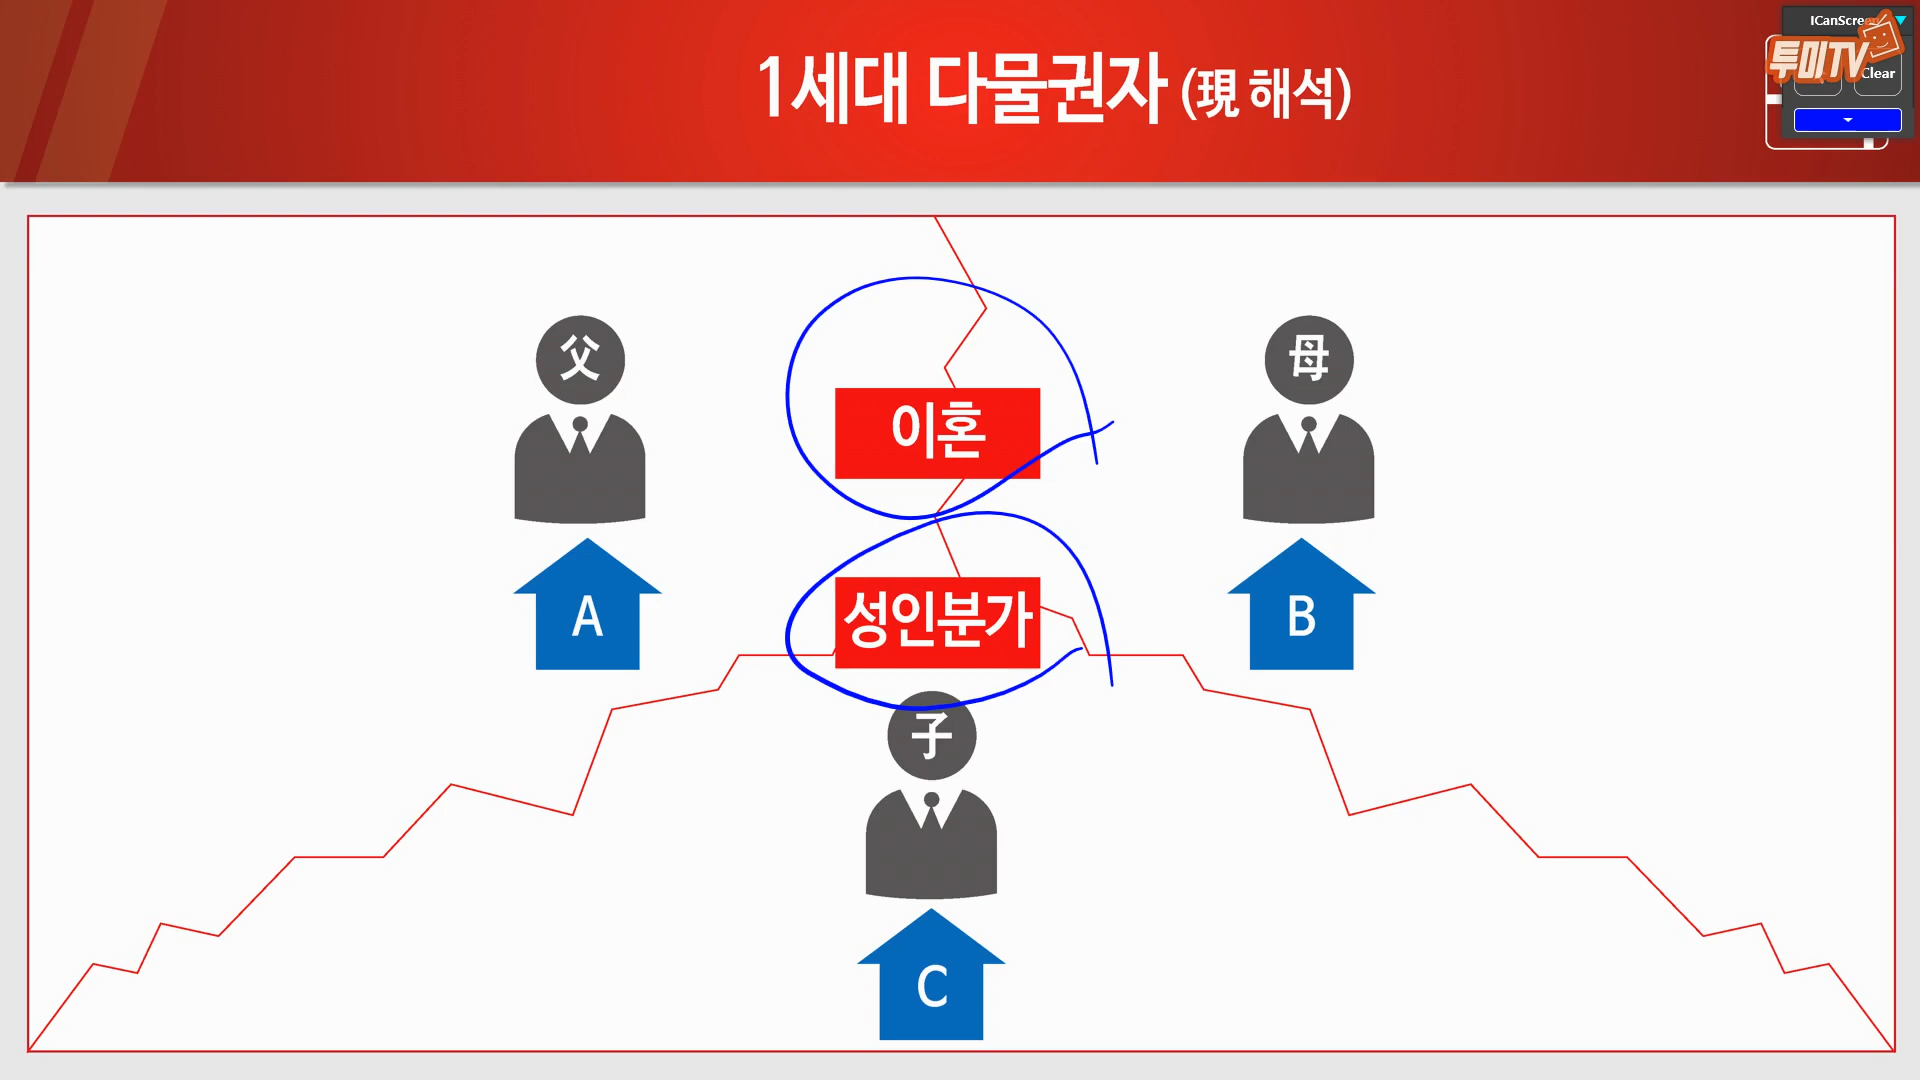 1세대 다물권자 (現 해석)
ICanScre
투미TV
Clear
父
母
이혼
A
성인분가
B
子
C